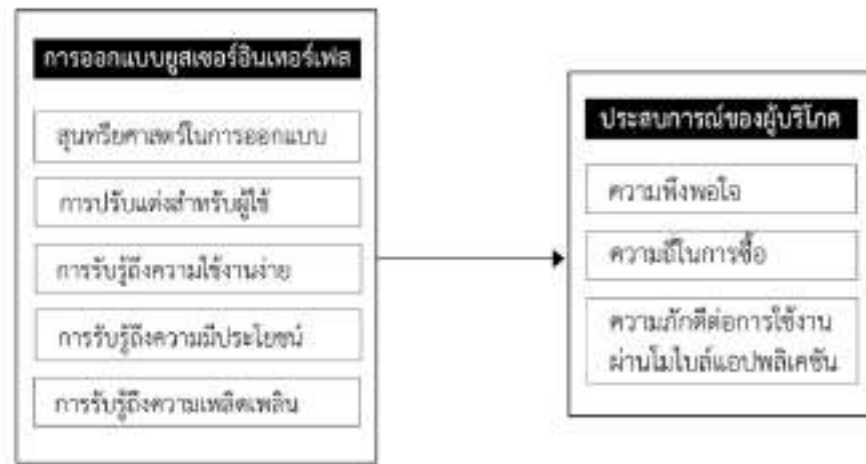 การออกแบบยูสเซอร์อินเทอร์เฟส
สุนทรียศาสตร์ในการออกแบบ
การปรับแต่งสำหรับผู้ใช้
การรับรู้ถึงความใช้งานง่าย
การรับรู้ถึงความมีประโยชน์
การรับรู้ถึงความเพลิดเพลิน
ประสบการณ์ของผู้บริโภค
ความพึงพอใจ
ความถี่ในการซื้อ
ความภักดีต่อการใช้งาน
ผ่านโมไบล์แอปพลิเคชัน